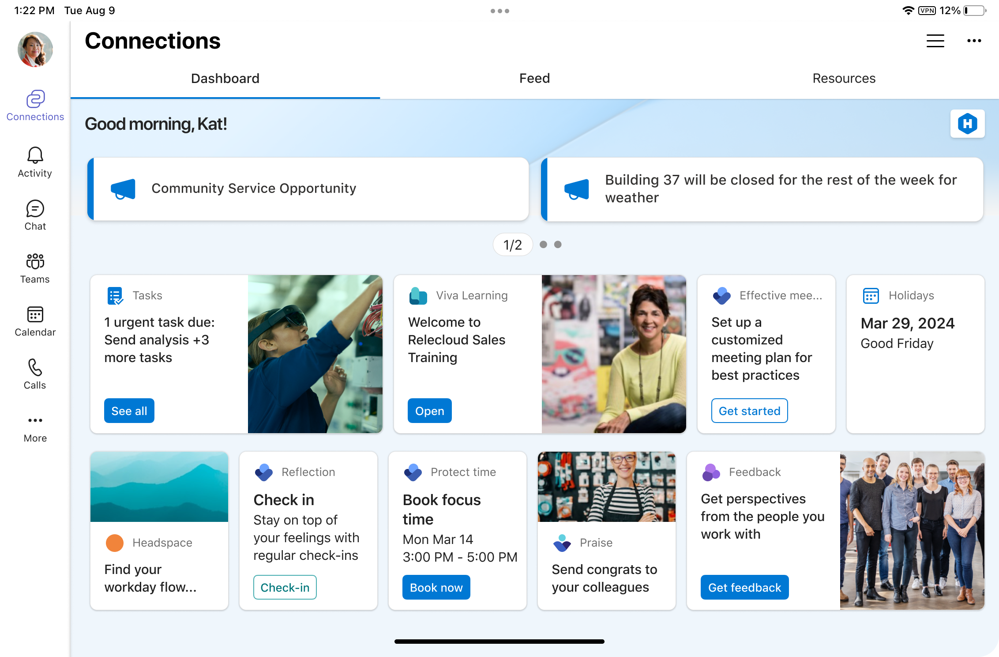 1:22 PM Tue Aug 9
VPN 12%
Connections
Dashboard Feed Resources
Connections
Activity
Chat
Teams
Calendar
Calls
More
Good morning, Kat!
H
Community Service Opportunity
Building 37 will be closed for the rest of the week for
weather
1/2
Tasks
1 urgent task due:
Send analysis +3
more tasks
See all
Viva Learning
Welcome to
Relecloud Sales
Training
Open
Effective mee...
Set up a
customized
meeting plan for
best practices
Get started
Holidays
Mar 29, 2024
Good Friday
Headspace
Find your
workday flow...
Reflection
Check in
Stay on top of
your feelings with
regular check-ins
Check-in
Protect time
Book focus
time
Mon Mar 14
3:00 PM - 5:00 PM
Book now
Praise
Send congrats to
your colleagues
Feedback
Get perspectives
from the people you
work with
Get feedback